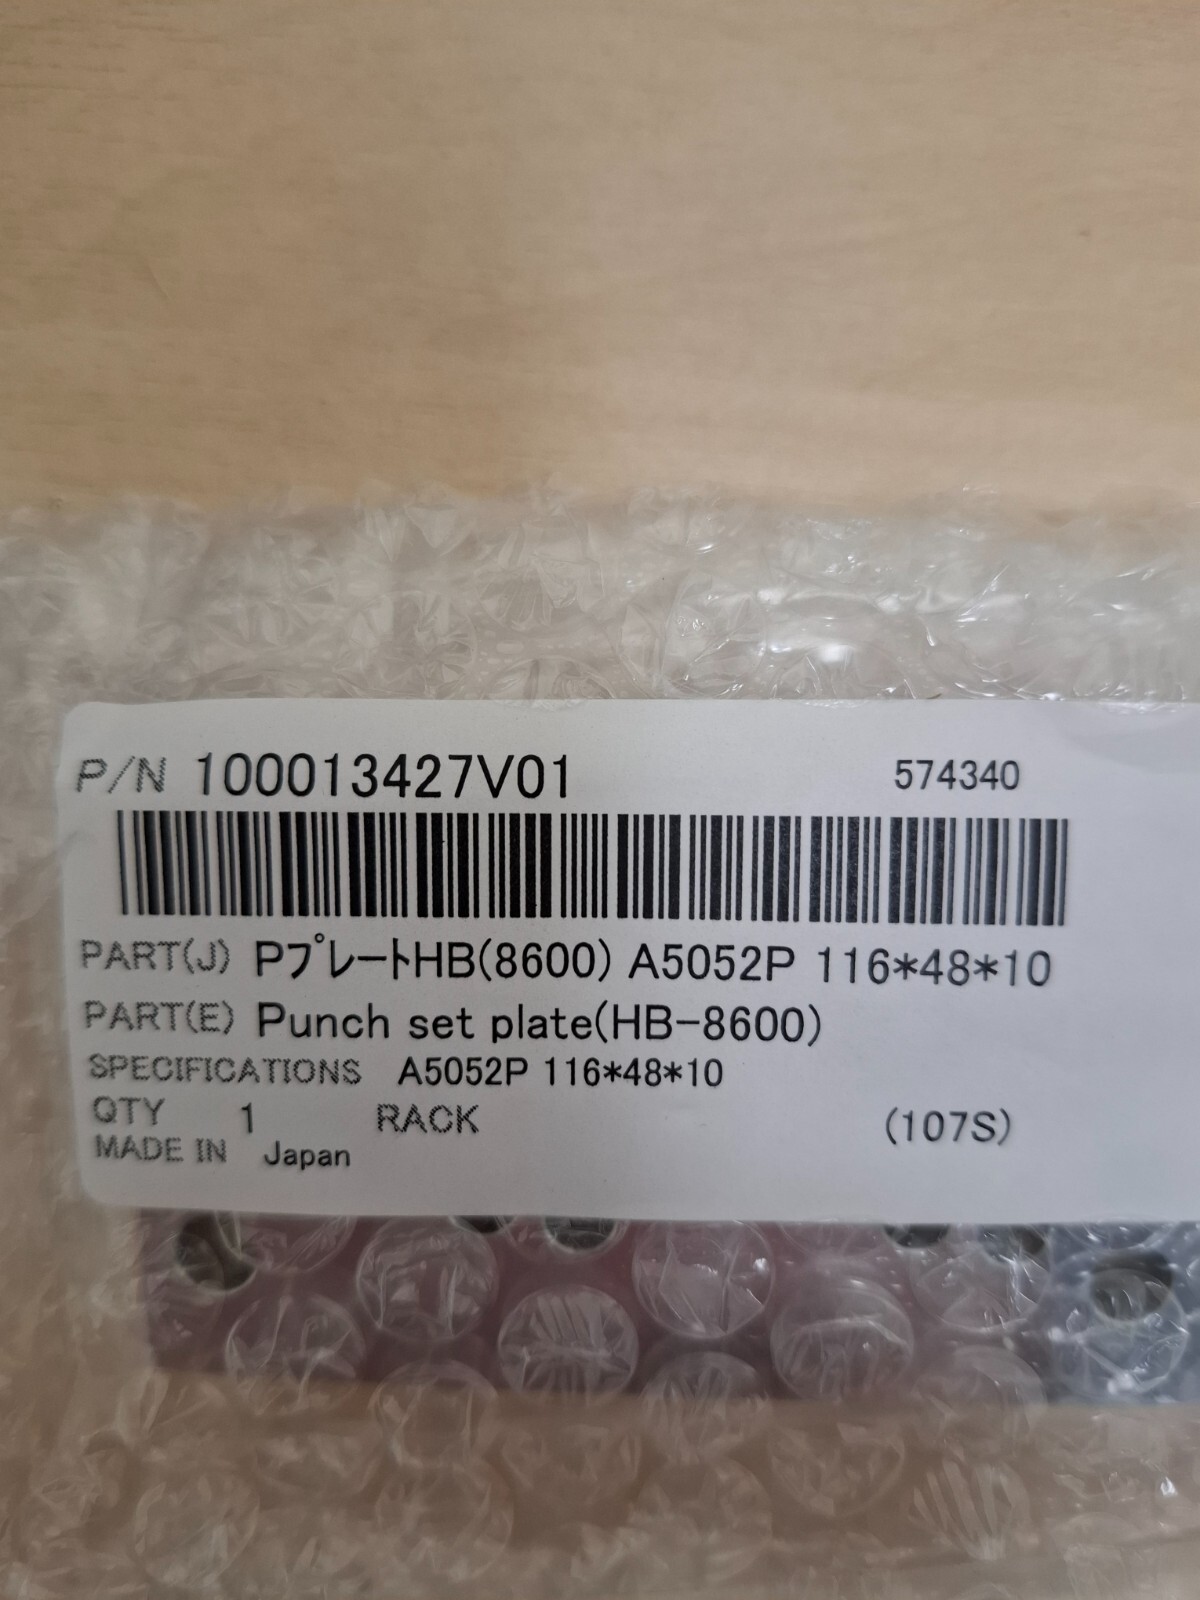 P/N 100013427V01 574340
PART(J) PプレートHB(8600) A5052P 116*48*10
PART(E) Punch set plate(HB-8600)
SPECIFICATIONS A5052P 116*48*10
QTY 1 RACK (107S)
MADE IN Japan